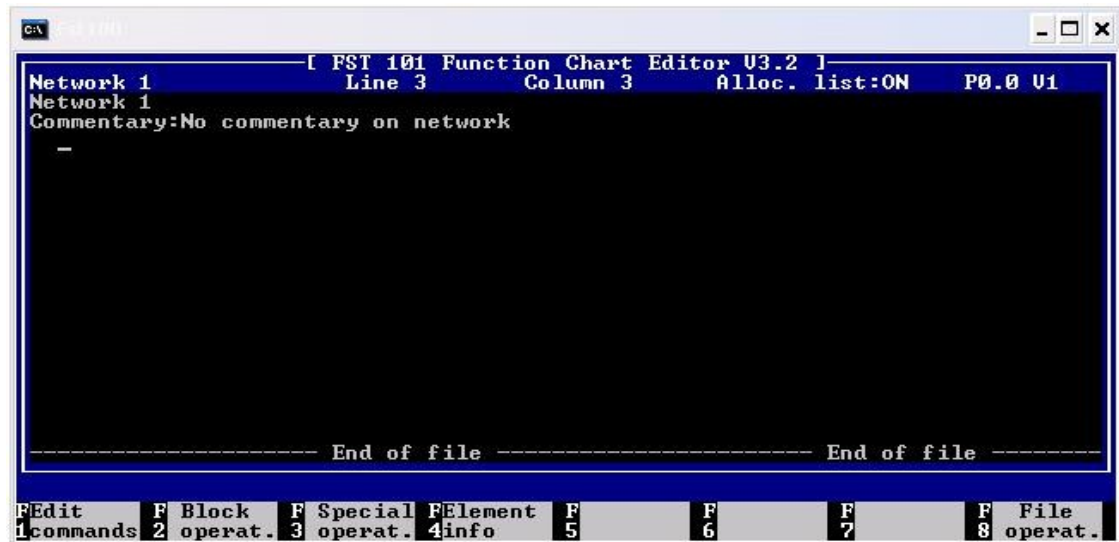 C:\
[ FST 101 Function Chart Editor V3.2 ]
Network 1 Line 3 Column 3 Alloc. list:ON P0.0 V1
Network 1
Commentary:No commentary on network
End of file End of file
F1 Edit commands F2 Block operat. F3 Special operat. F4 Element info F5 F6 F7 F8 File operat.